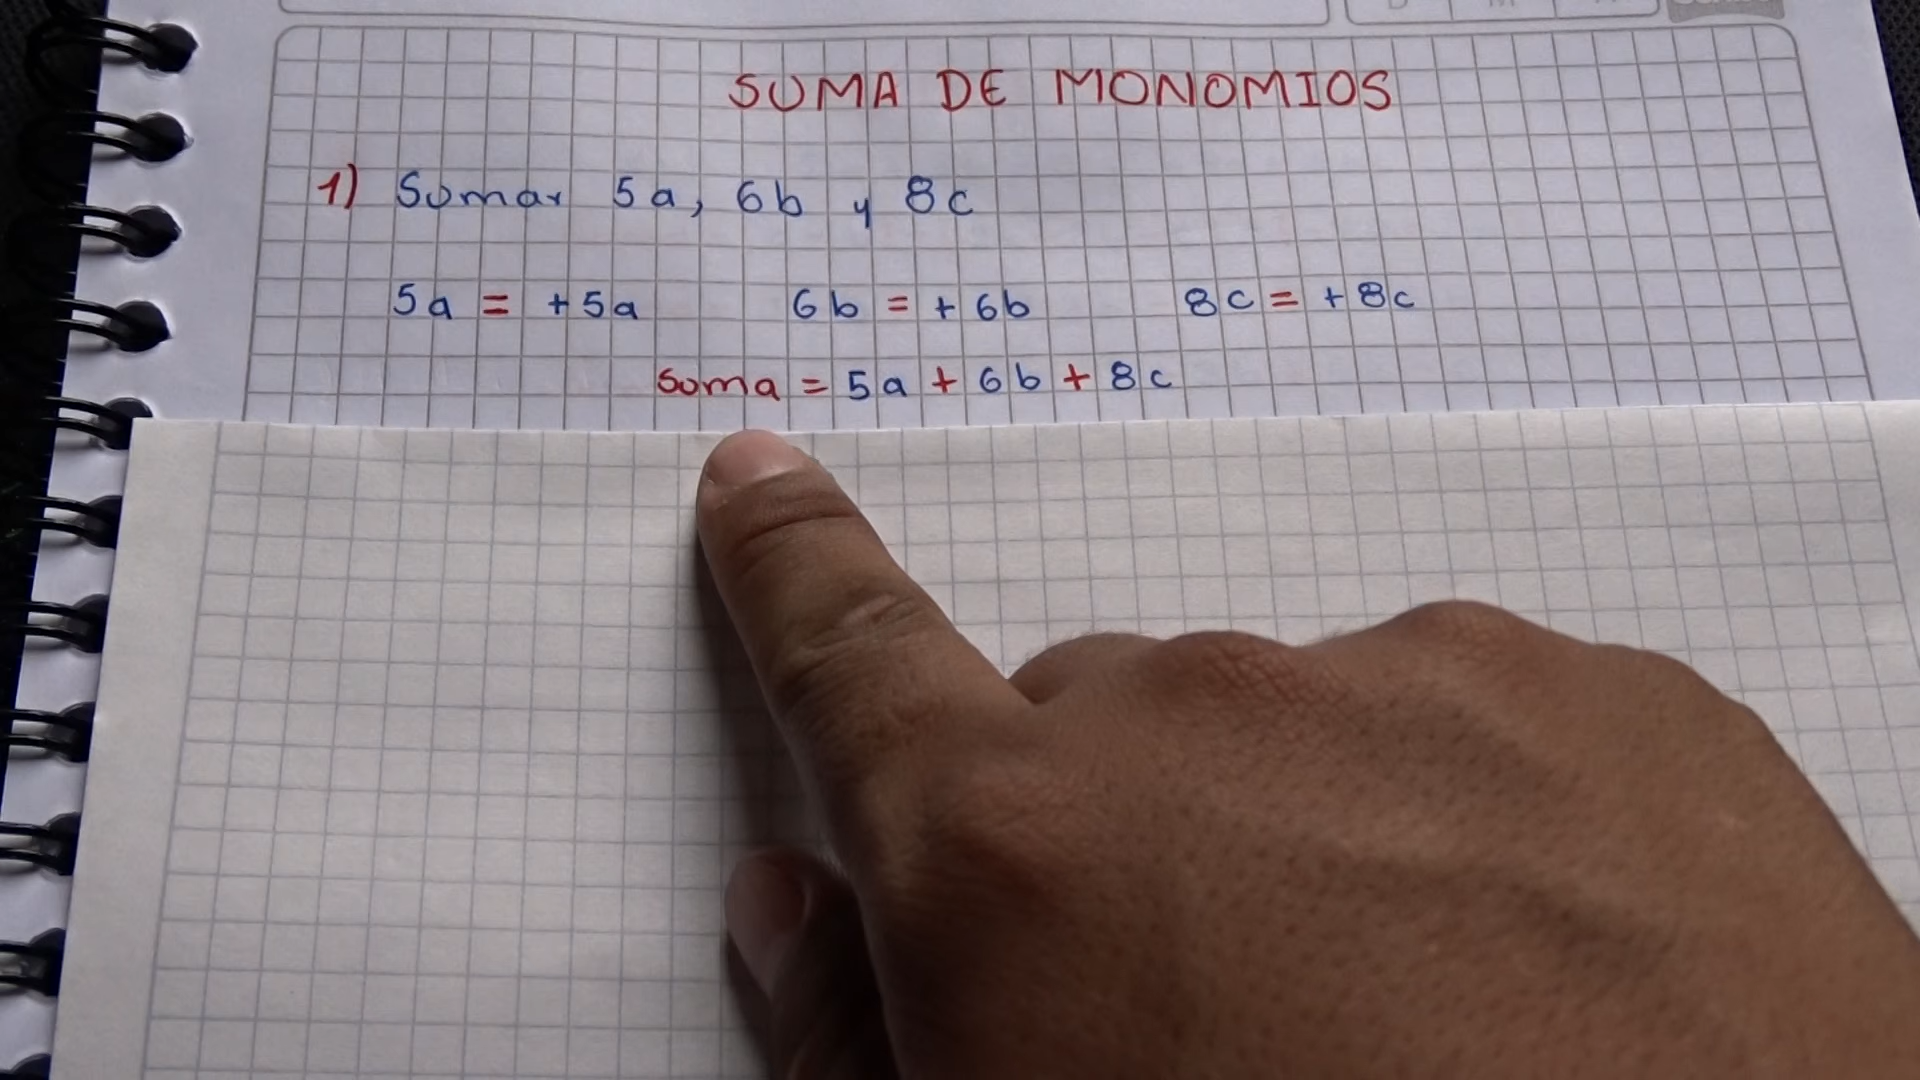 SUMA DE MONOMIOS
1) Sumar 5a, 6b y 8c
5a = +5a 6b = +6b 8c = +8c
Suma = 5a + 6b + 8c